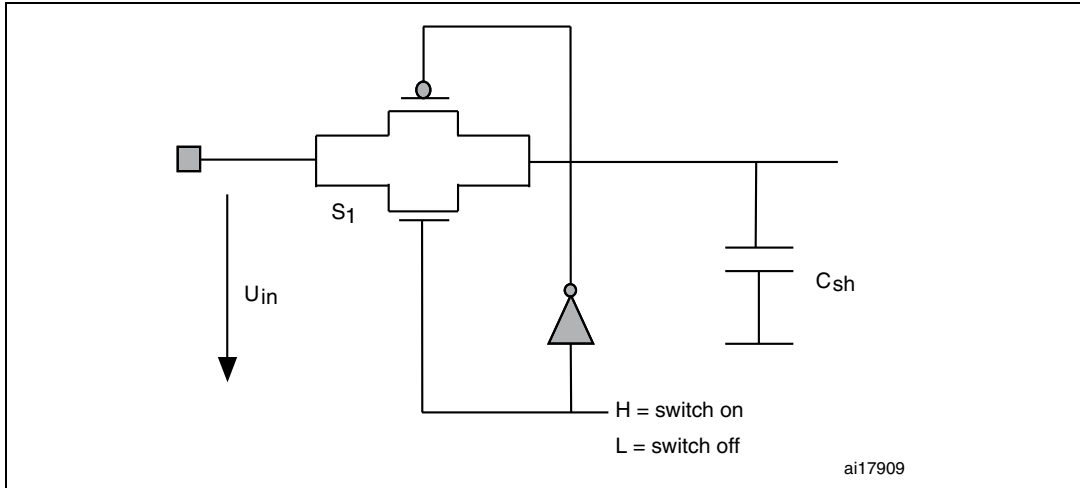 S1
Uin
Csh
H = switch on
L = switch off
ai17909